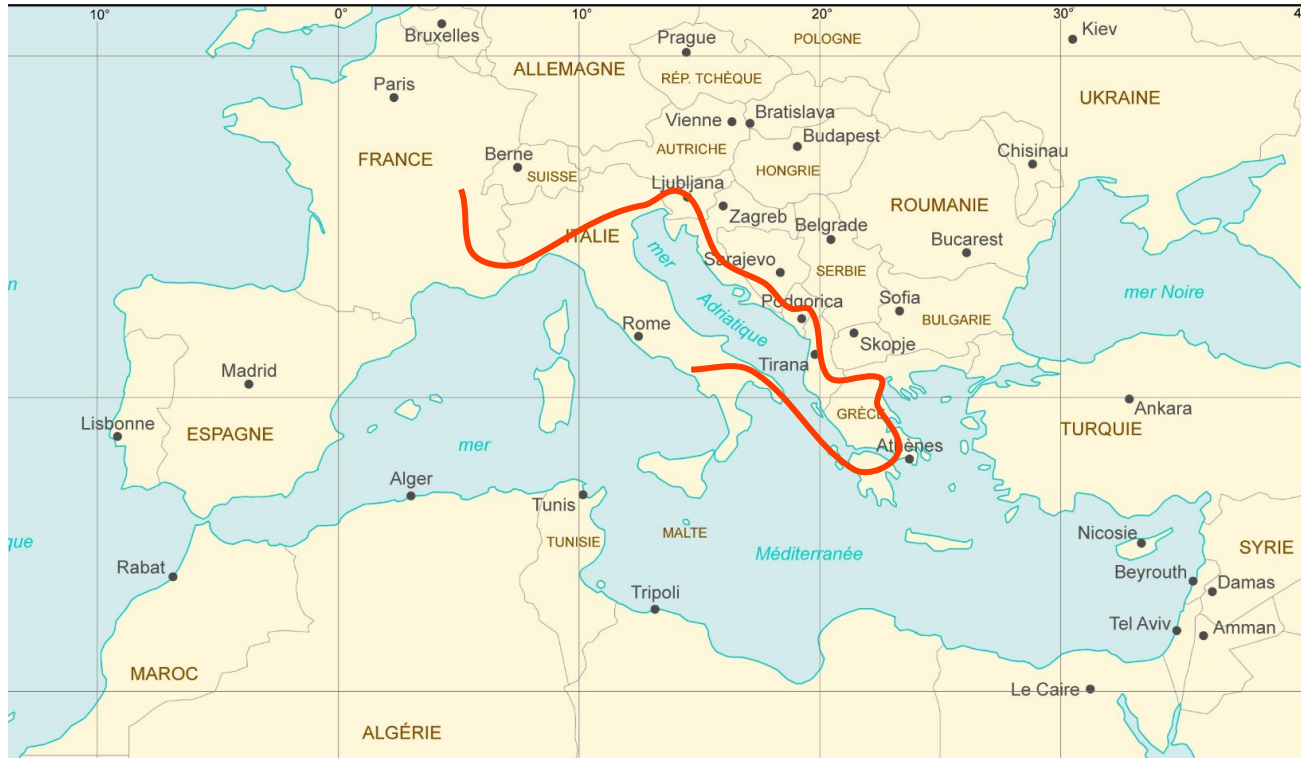 10°
0°
10°
20°
30°
4
Bruxelles
Prague
POLOGNE
Kiev
ALLEMAGNE
RÉP. TCHÈQUE
Paris
UKRAINE
Vienne
Bratislava
Budapest
AUTRICHE
Chisinau
FRANCE
Berne
HONGRIE
SUISSE
Ljubljana
ROUMANIE
Zagreb
Belgrade
ITALIE
Bucarest
mer
Sarajevo
SERBIE
n
mer Noire
Podgorica
Adriatique
Sofia
BULGARIE
Rome
Skopje
Tirana
Madrid
Ankara
GRÈCE
Lisbonne
ESPAGNE
TURQUIE
mer
Athènes
Alger
Tunis
MALTE
Nicosie
que
TUNISIE
Méditerranée
SYRIE
Rabat
Beyrouth
Damas
Tripoli
Tel Aviv
Amman
MAROC
Le Caire
ALGÉRIE